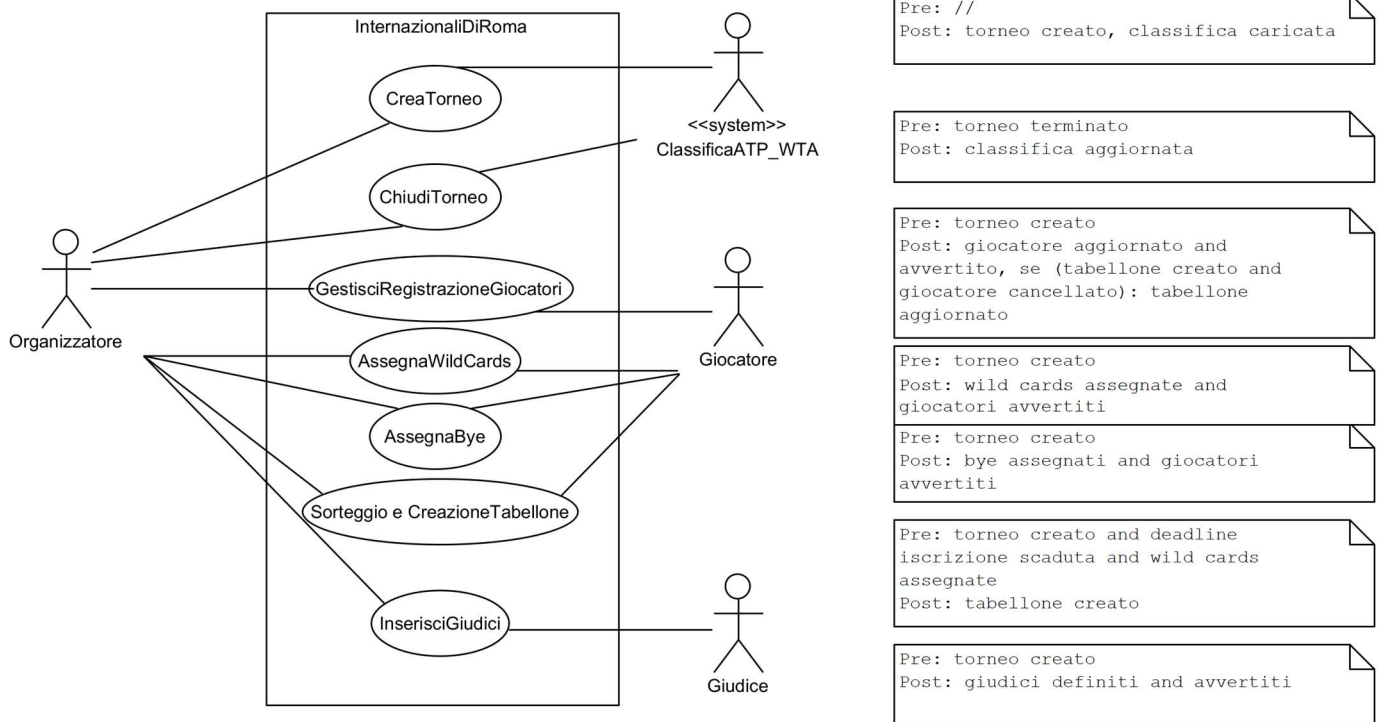 InternazionaliDiRoma
CreaTorneo
<<system>>
ClassificaATP_WTA
ChiudiTorneo
Organizzatore
GestisciRegistrazioneGiocatori
AssegnaWildCards
Giocatore
AssegnaBye
Sorteggio e CreazioneTabellone
InserisciGiudici
Giudice
Pre: //
Post: torneo creato, classifica caricata
Pre: torneo terminato
Post: classifica aggiornata
Pre: torneo creato
Post: giocatore aggiornato and
avvertito, se (tabellone creato and
giocatore cancellato): tabellone
aggiornato
Pre: torneo creato
Post: wild cards assegnate and
giocatori avvertiti
Pre: torneo creato
Post: bye assegnati and giocatori
avvertiti
Pre: torneo creato and deadline
iscrizione scaduta and wild cards
assegnate
Post: tabellone creato
Pre: torneo creato
Post: giudici definiti and avvertiti